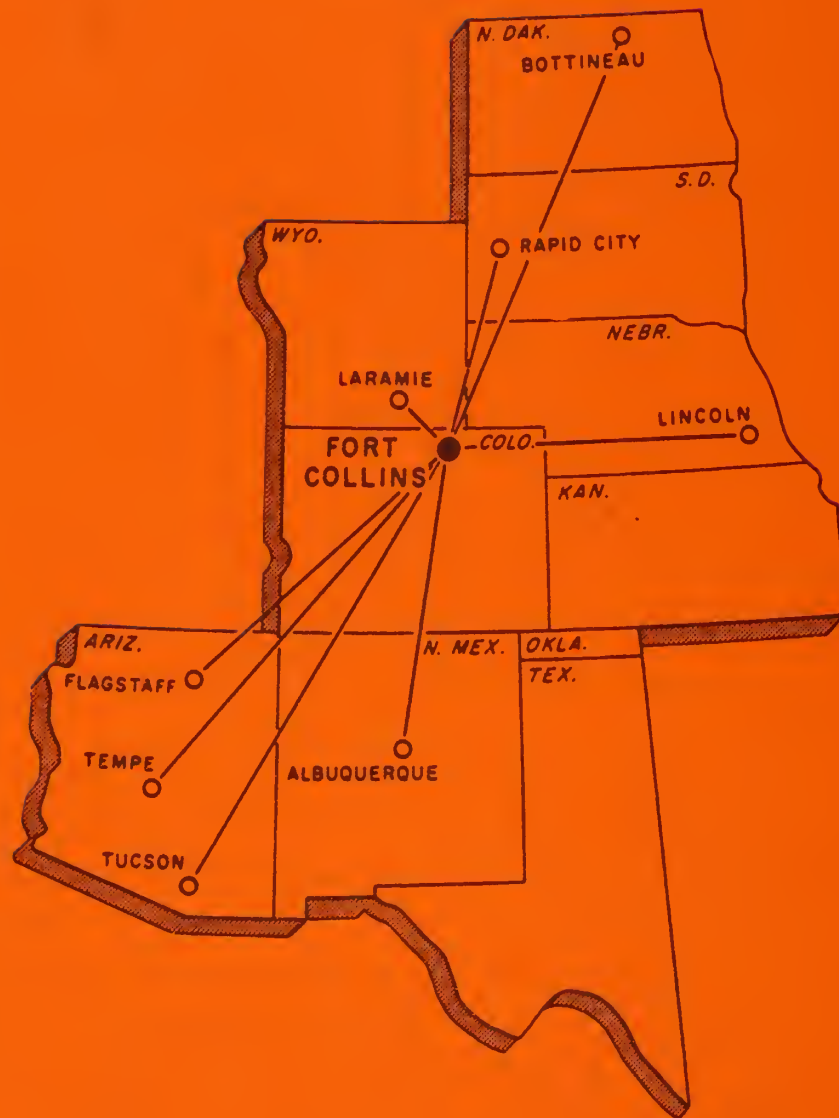 N. DAK.
BOTTINEAU
S. D.
WYO.
RAPID CITY
NEBR.
LARAMIE
LINCOLN
FORT
COLLINS
COLO.
KAN.
ARIZ.
N. MEX.
OKLA.
TEX.
FLAGSTAFF
TEMPE
ALBUQUERQUE
TUCSON